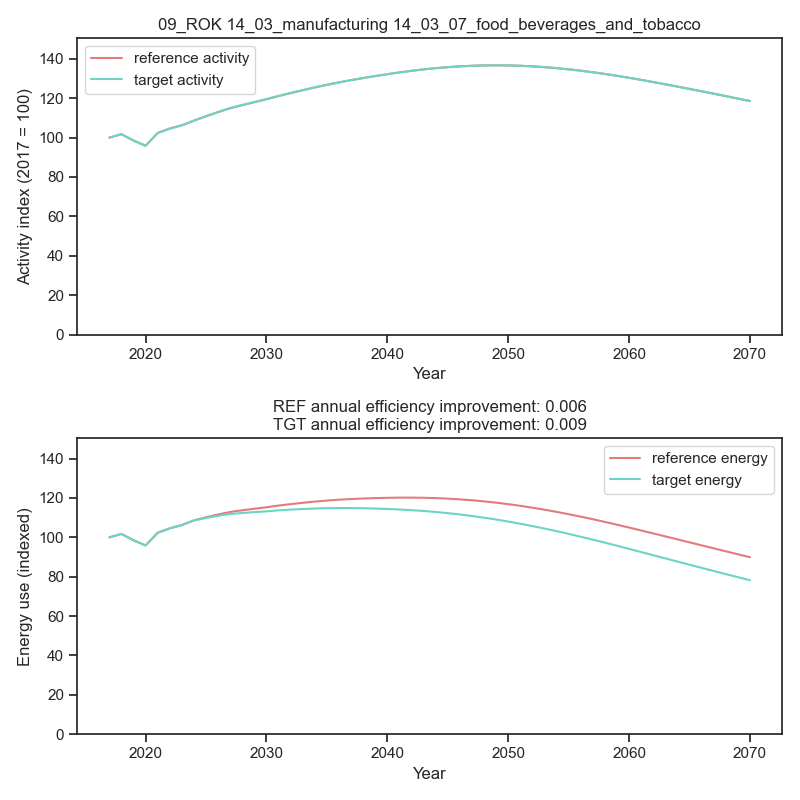 09_ROK 14_03_manufacturing 14_03_07_food_beverages_and_tobacco
reference activity
target activity
Activity index (2017 = 100)
140
120
100
80
60
40
20
0
2020 2030 2040 2050 2060 2070
Year
REF annual efficiency improvement: 0.006
TGT annual efficiency improvement: 0.009
reference energy
target energy
Energy use (indexed)
140
120
100
80
60
40
20
0
2020 2030 2040 2050 2060 2070
Year